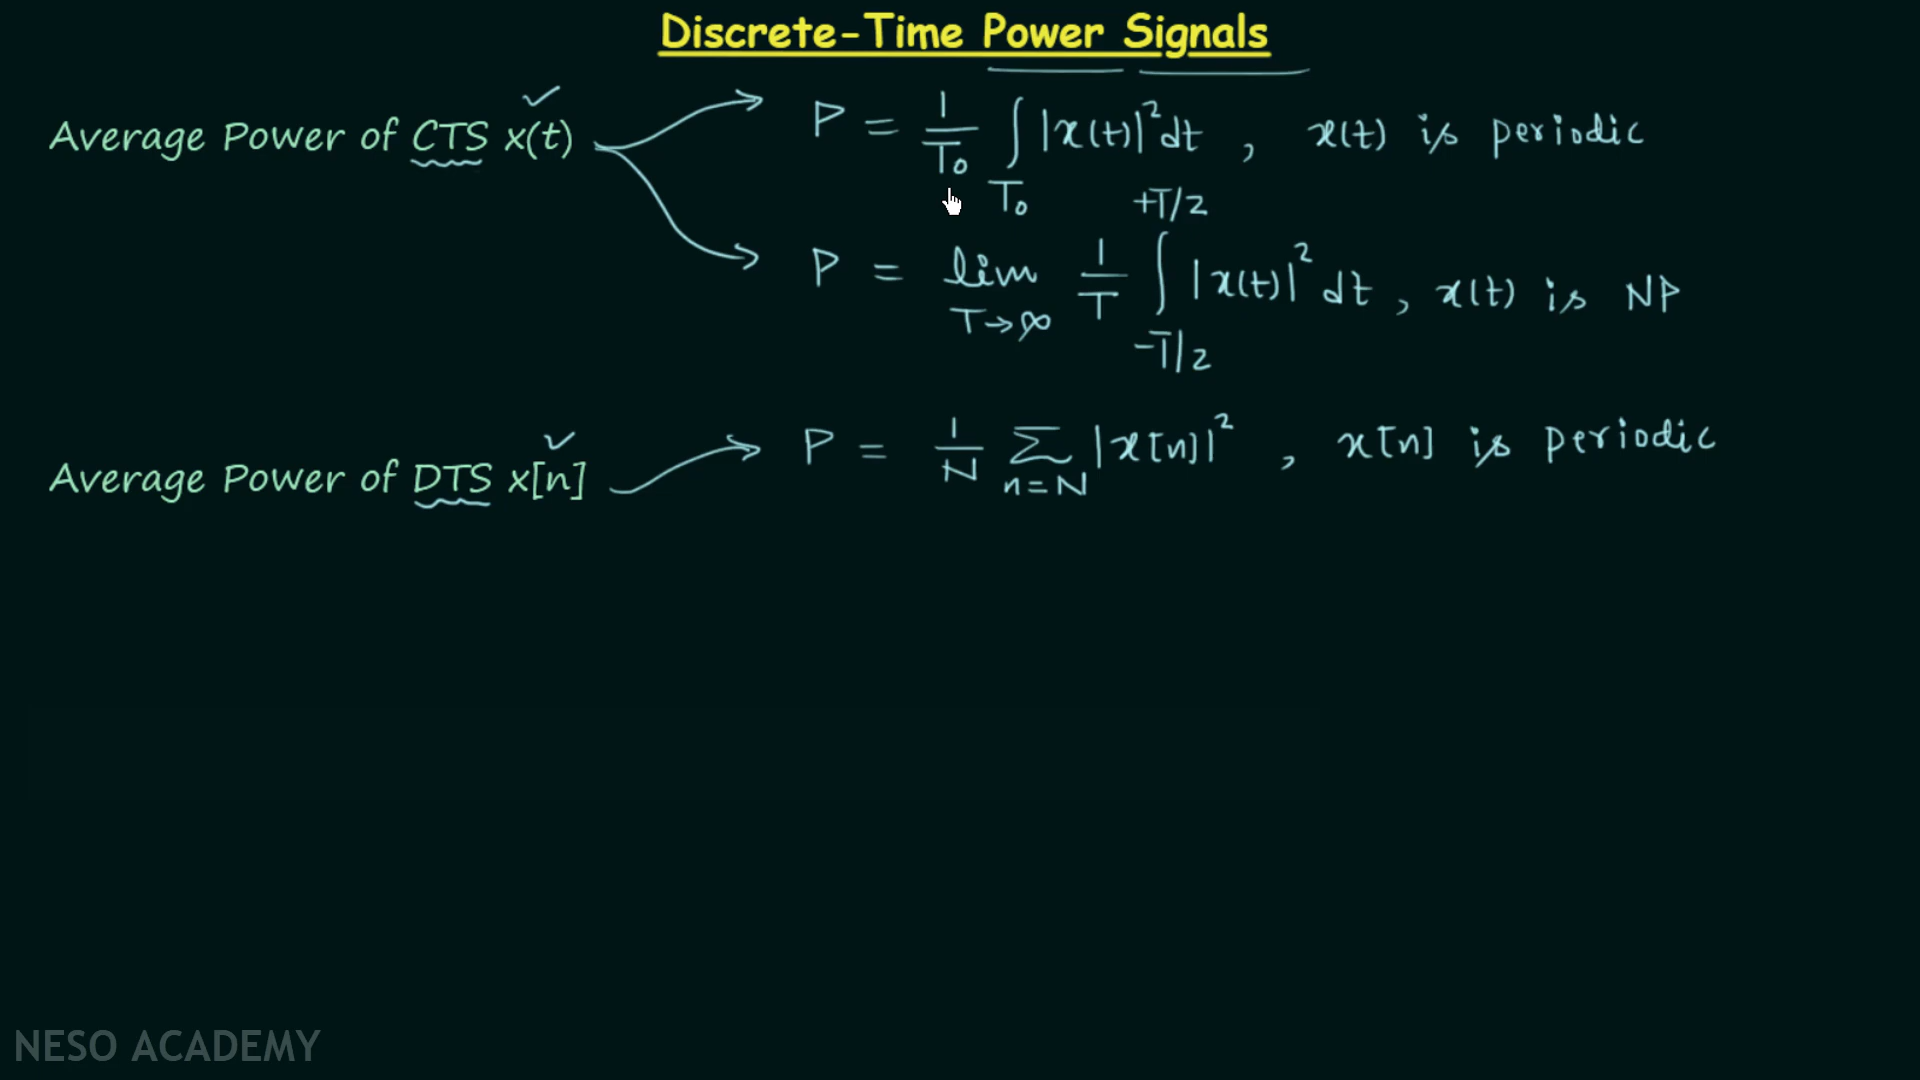 Discrete-Time Power Signals
Average Power of CTS x(t)
P = 1/T₀ ∫T₀ |x(t)|² dt , x(t) is periodic
P = lim T→∞ 1/T ∫ -T/2 +T/2 |x(t)|² dt , x(t) is NP
Average Power of DTS x[n]
P = 1/N Σ n=N |x[n]|² , x[n] is periodic
NESO ACADEMY